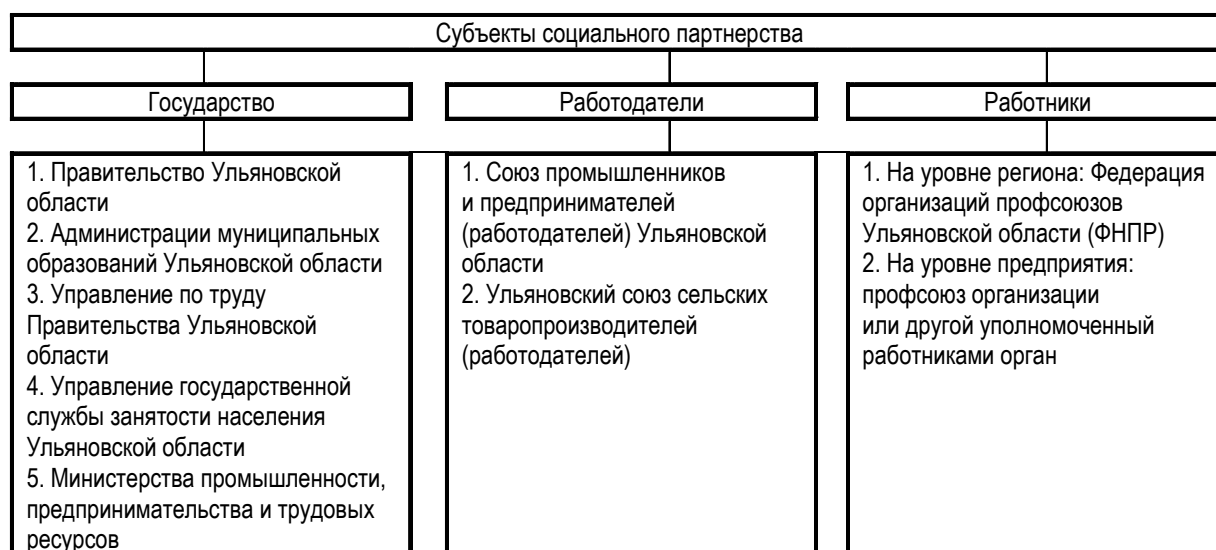 Субъекты социального партнерства
Государство
Работодатели
Работники
1. Правительство Ульяновской
области
2. Администрации муниципальных
образований Ульяновской области
3. Управление по труду
Правительства Ульяновской
области
4. Управление государственной
службы занятости населения
Ульяновской области
5. Министерства промышленности,
предпринимательства и трудовых
ресурсов
1. Союз промышленников
и предпринимателей
(работодателей) Ульяновской
области
2. Ульяновский союз сельских
товаропроизводителей
(работодателей)
1. На уровне региона: Федерация
организаций профсоюзов
Ульяновской области (ФНПР)
2. На уровне предприятия:
профсоюз организации
или другой уполномоченный
работниками орган